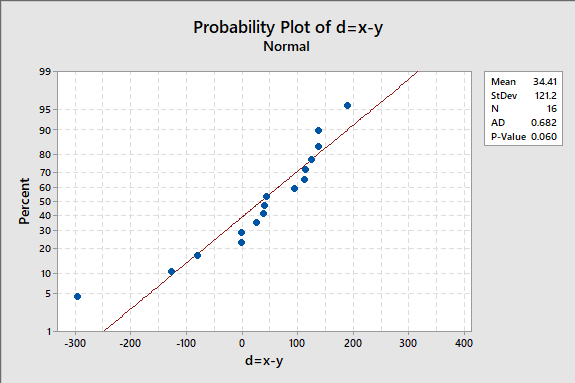 Probability Plot of d=x-y
Normal
Mean 34.41
StDev 121.2
N 16
AD 0.682
P-Value 0.060
Percent
99
95
90
80
70
60
50
40
30
20
10
5
1
-300 -200 -100 0 100 200 300 400
d=x-y